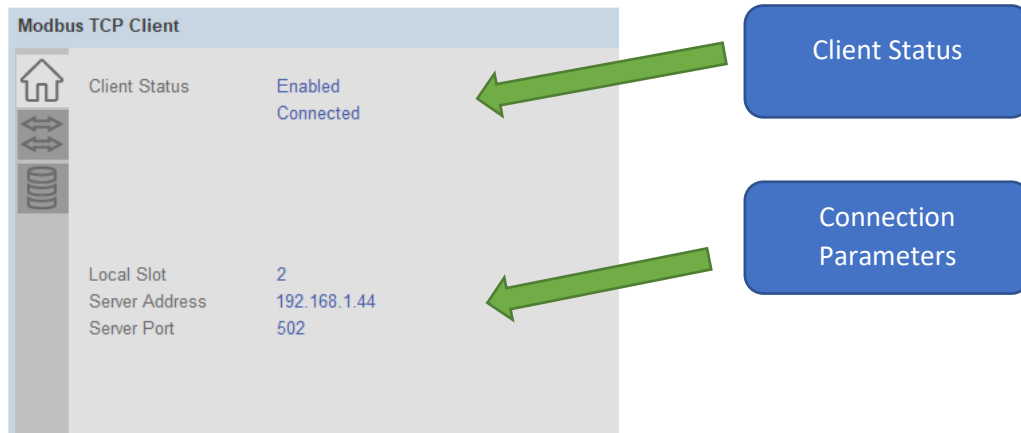 Modbus TCP Client
Client Status Enabled
Connected
Local Slot 2
Server Address 192.168.1.44
Server Port 502
Client Status
Connection
Parameters